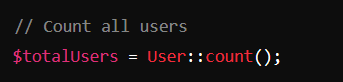 // Count all users
$totalUsers = User::count();